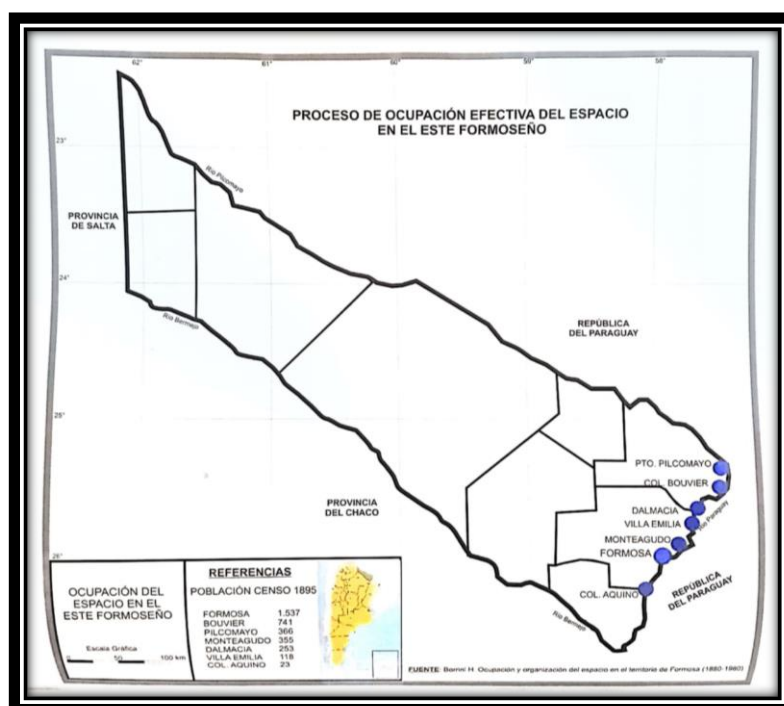 62°
61°
60°
59°
58°
PROCESO DE OCUPACIÓN EFECTIVA DEL ESPACIO
EN EL ESTE FORMOSEÑO
23°
Río Pilcomayo
PROVINCIA
DE SALTA
24°
Río Bermejo
REPÚBLICA
DEL PARAGUAY
25°
PTO. PILCOMAYO
COL. BOUVIER
DALMACIA
Río Paraguay
VILLA EMILIA
PROVINCIA
DEL CHACO
MONTEAGUDO
FORMOSA
26°
REPÚBLICA
DEL PARAGUAY
COL. AQUINO
Río Bermejo
OCUPACIÓN DEL
ESPACIO EN EL
ESTE FORMOSEÑO
Escala Gráfica
0 50 100 km
REFERENCIAS
POBLACIÓN CENSO 1895
FORMOSA 1.537
BOUVIER 741
PILCOMAYO 366
MONTEAGUDO 355
DALMACIA 253
VILLA EMILIA 118
COL. AQUINO 23
FUENTE: Borrini H. Ocupación y organización del espacio en el territorio de Formosa (1880-1980)